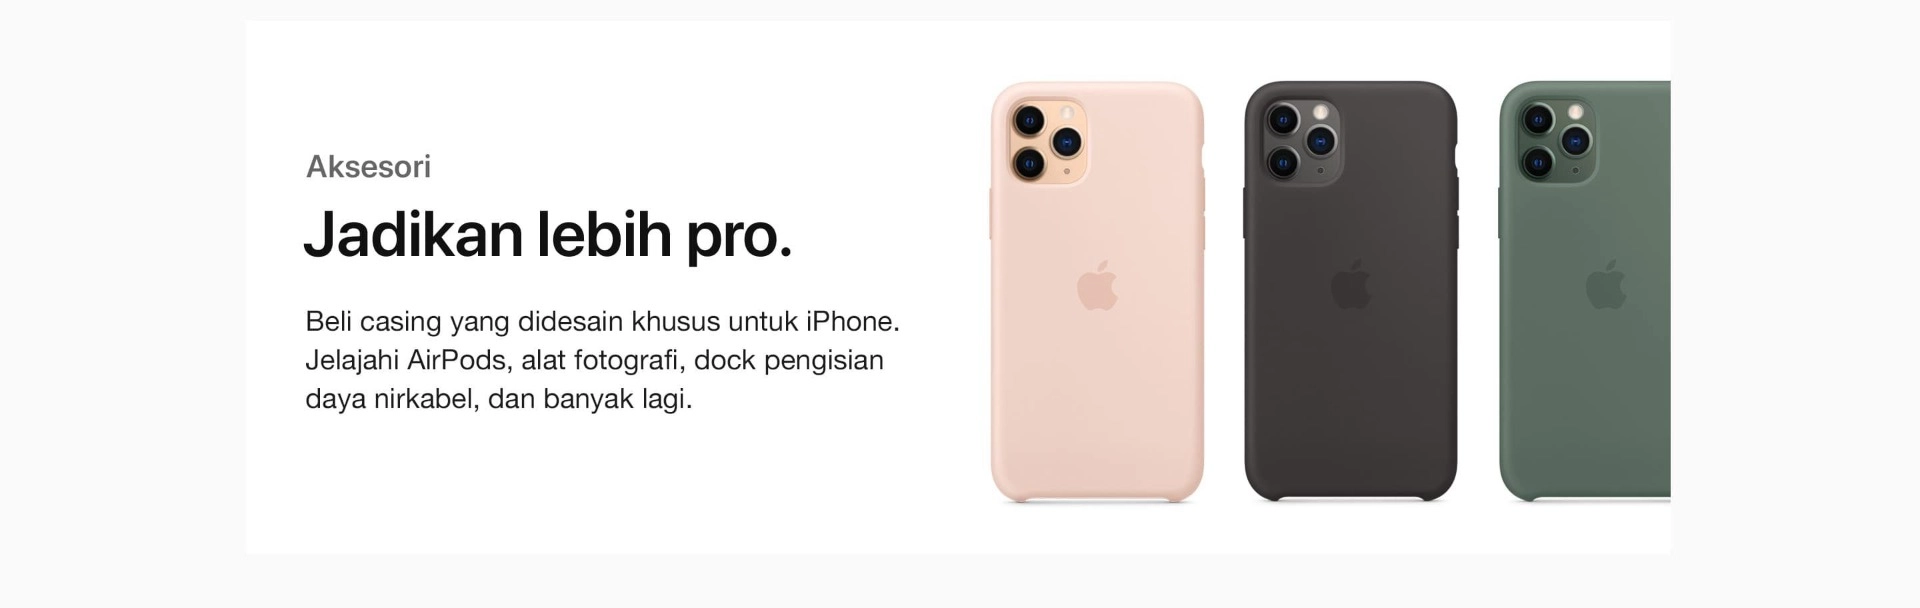 Aksesori
Jadikan lebih pro.
Beli casing yang didesain khusus untuk iPhone.
Jelajahi AirPods, alat fotografi, dock pengisian
daya nirkabel, dan banyak lagi.